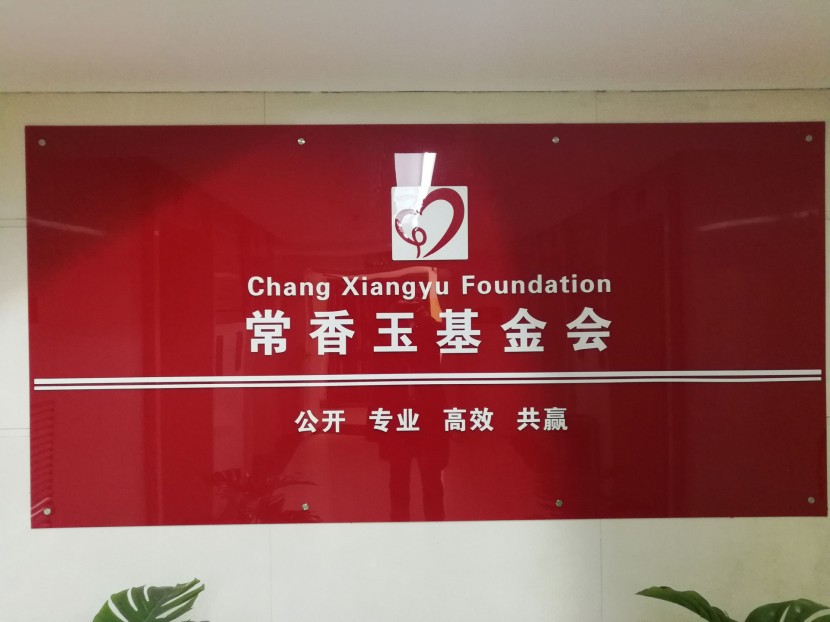 Chang Xiangyu Foundation
常香玉基金会
公开 专业 高效 共赢